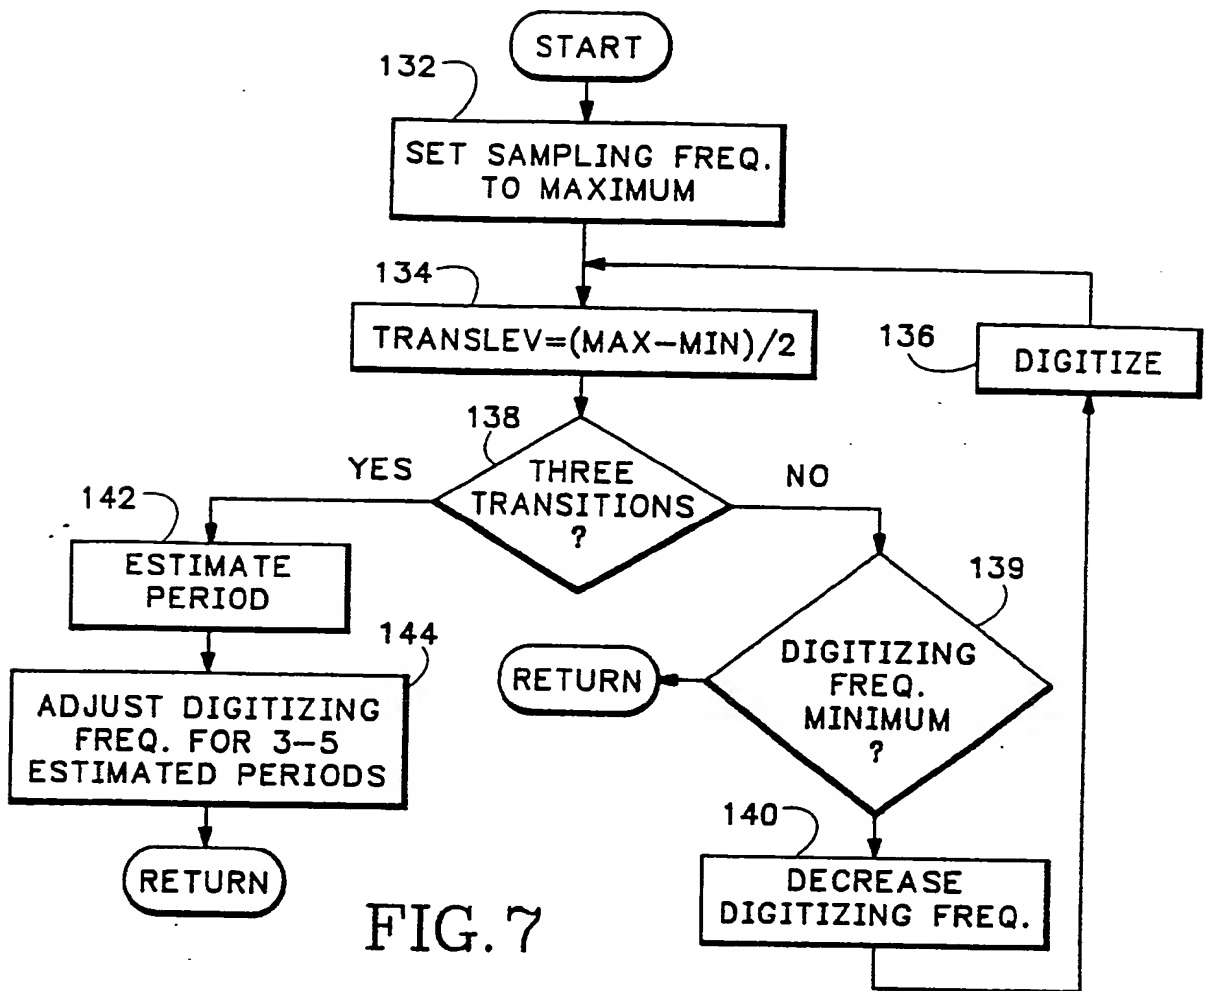 START
132
SET SAMPLING FREQ.
TO MAXIMUM
134
TRANSLEV=(MAX-MIN)/2
136
DIGITIZE
138
THREE
TRANSITIONS
?
YES
NO
142
ESTIMATE
PERIOD
139
DIGITIZING
FREQ.
MINIMUM
?
RETURN
144
ADJUST DIGITIZING
FREQ. FOR 3-5
ESTIMATED PERIODS
140
DECREASE
DIGITIZING FREQ.
RETURN
FIG. 7